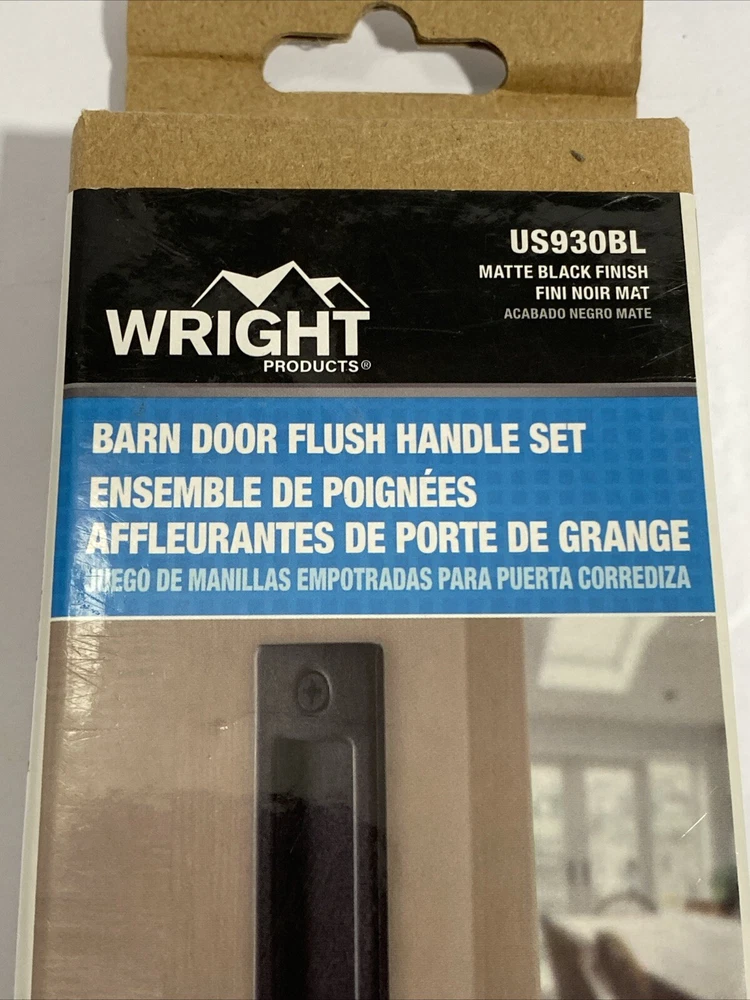 US930BL
MATTE BLACK FINISH
FINI NOIR MAT
ACABADO NEGRO MATE
WRIGHT
PRODUCTS®
BARN DOOR FLUSH HANDLE SET
ENSEMBLE DE POIGNÉES
AFFLEURANTES DE PORTE DE GRANGE
JUEGO DE MANILLAS EMPOTRADAS PARA PUERTA CORREDIZA